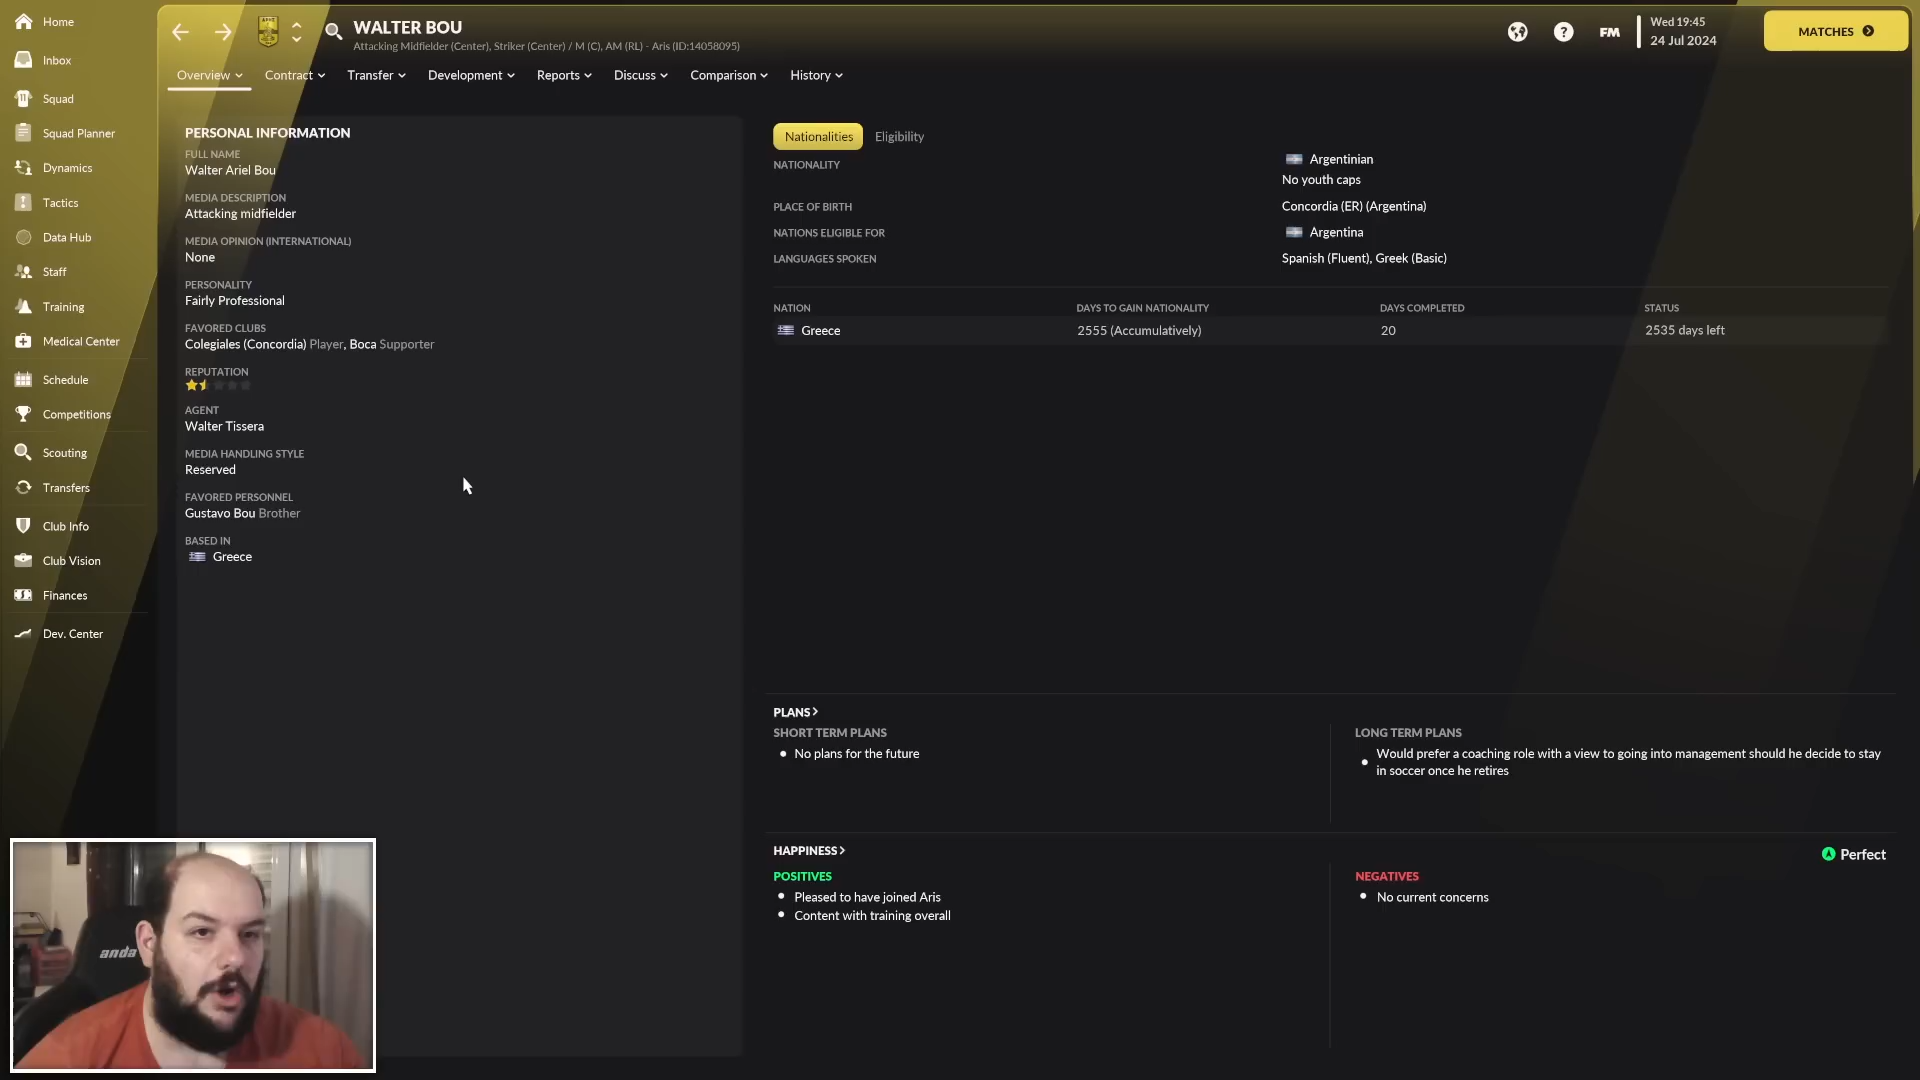 Home
Inbox
Squad
Squad Planner
Dynamics
Tactics
Data Hub
Staff
Training
Medical Center
Schedule
Competitions
Scouting
Transfers
Club Info
Club Vision
Finances
Dev. Center
WALTER BOU
Attacking Midfielder (Center), Striker (Center) / M (C), AM (RL) - Aris (ID:14058095)
FM
Wed 19:45
24 Jul 2024
MATCHES
Overview Contract Transfer Development Reports Discuss Comparison History
PERSONAL INFORMATION
FULL NAME
Walter Ariel Bou
MEDIA DESCRIPTION
Attacking midfielder
MEDIA OPINION (INTERNATIONAL)
None
PERSONALITY
Fairly Professional
FAVORED CLUBS
Colegiales (Concordia) Player, Boca Supporter
REPUTATION
AGENT
Walter Tissera
MEDIA HANDLING STYLE
Reserved
FAVORED PERSONNEL
Gustavo Bou Brother
BASED IN
Greece
Nationalities Eligibility
NATIONALITY Argentinian
No youth caps
PLACE OF BIRTH Concordia (ER) (Argentina)
NATIONS ELIGIBLE FOR Argentina
LANGUAGES SPOKEN Spanish (Fluent), Greek (Basic)
NATION DAYS TO GAIN NATIONALITY DAYS COMPLETED STATUS
Greece 2555 (Accumulatively) 20 2535 days left
PLANS
SHORT TERM PLANS
No plans for the future
LONG TERM PLANS
Would prefer a coaching role with a view to going into management should he decide to stay
in soccer once he retires
HAPPINESS
Perfect
POSITIVES
Pleased to have joined Aris
Content with training overall
NEGATIVES
No current concerns
anda